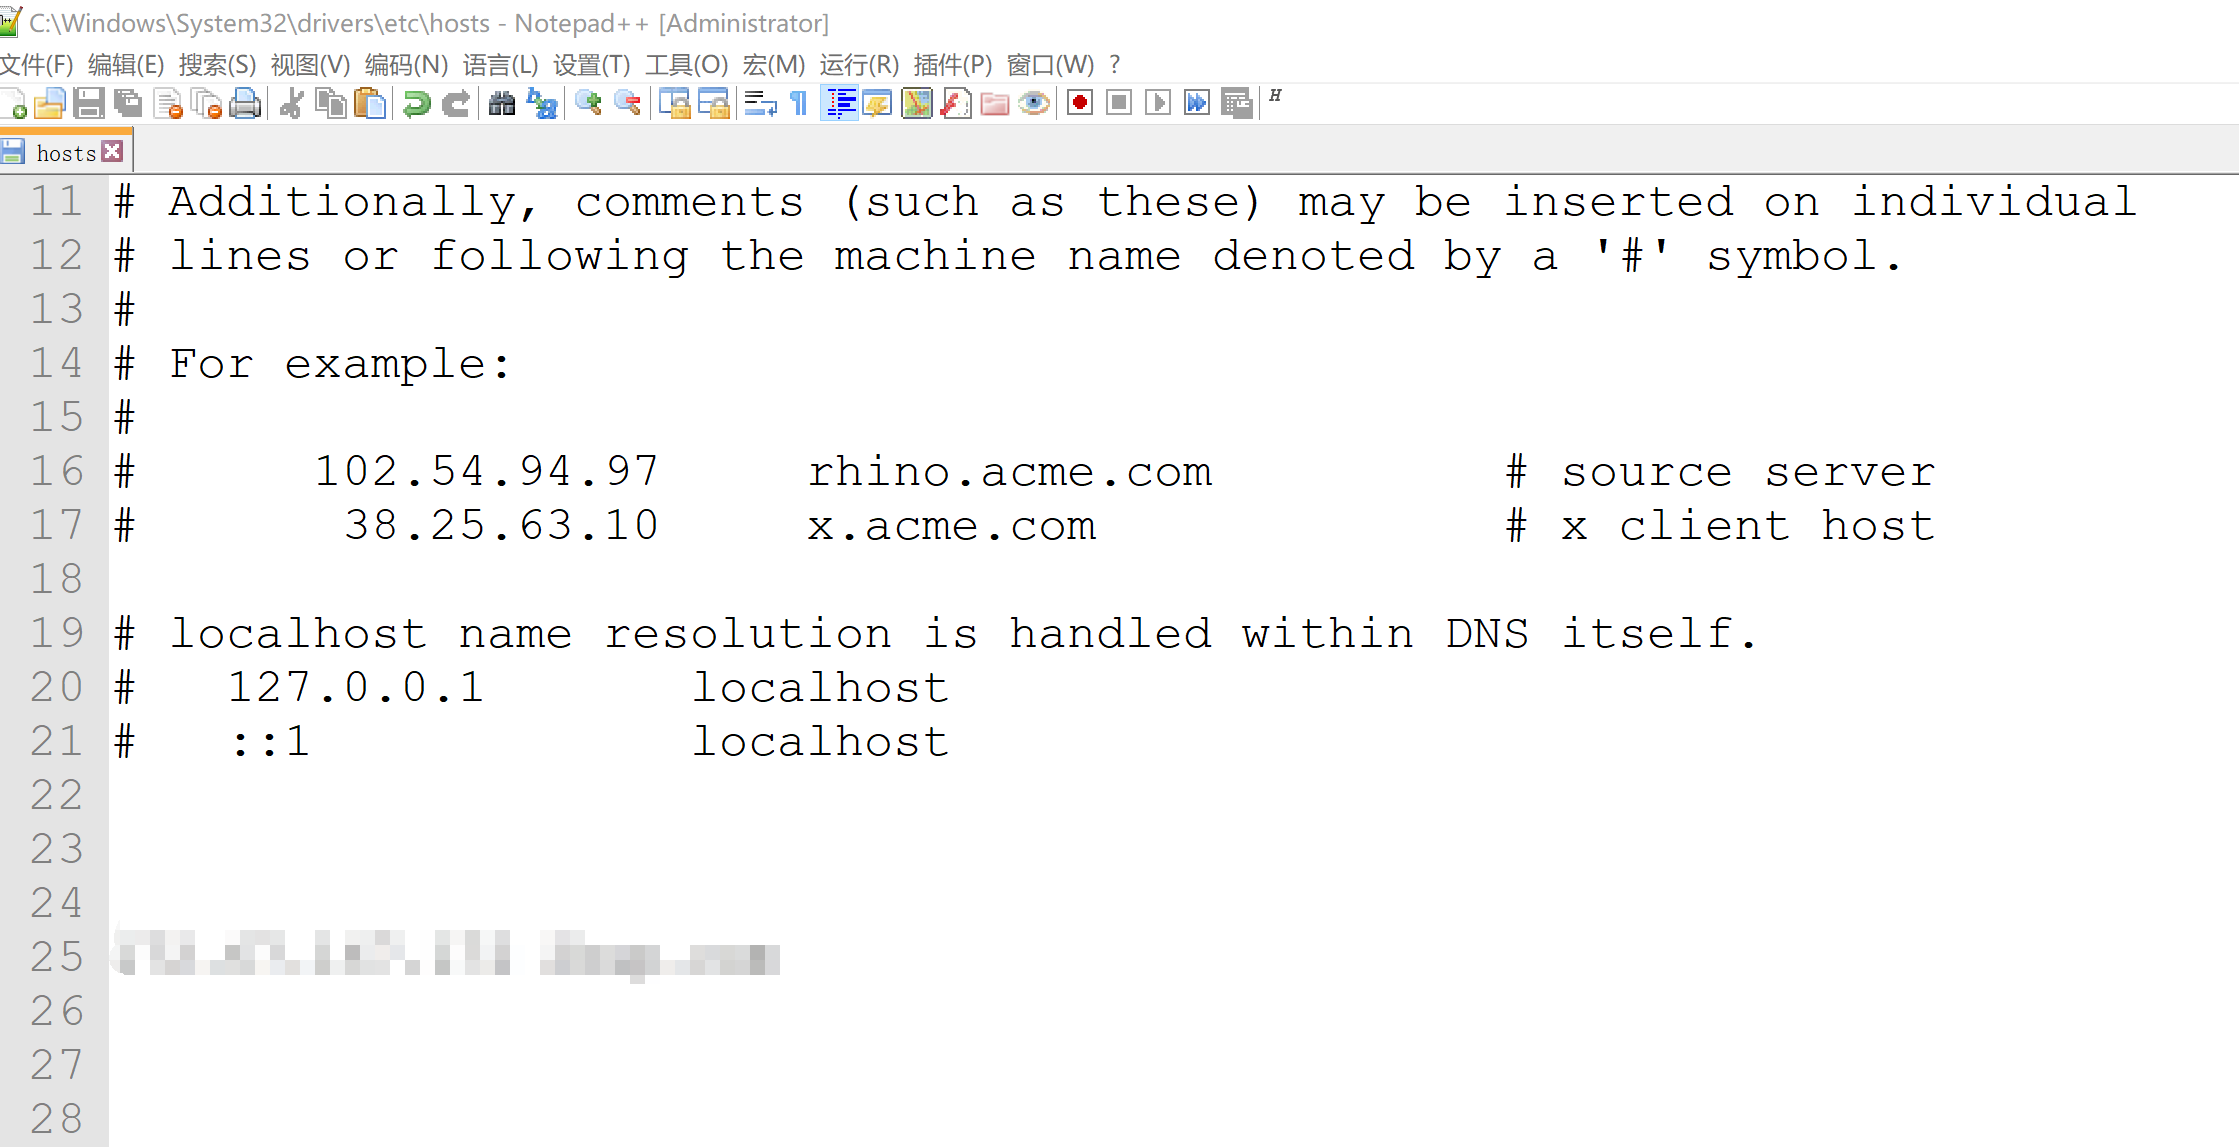 C:\Windows\System32\drivers\etc\hosts - Notepad++ [Administrator]
文件(F) 编辑(E) 搜索(S) 视图(V) 编码(N) 语言(L) 设置(T) 工具(O) 宏(M) 运行(R) 插件(P) 窗口(W) ?
hosts
11 # Additionally, comments (such as these) may be inserted on individual
12 # lines or following the machine name denoted by a '#' symbol.
13 #
14 # For example:
15 #
16 #      102.54.94.97     rhino.acme.com          # source server
17 #       38.25.63.10     x.acme.com              # x client host
18
19 # localhost name resolution is handled within DNS itself.
20 #   127.0.0.1       localhost
21 #   ::1             localhost
22
23
24
25
26
27
28